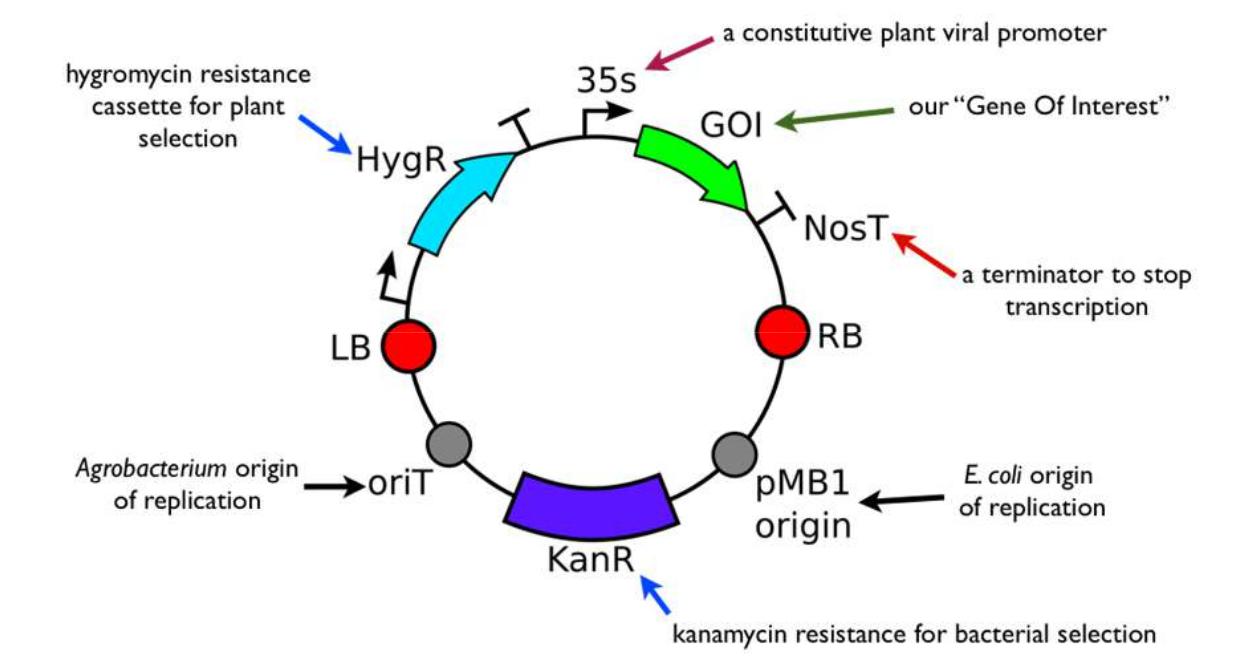 a constitutive plant viral promoter
35s
hygromycin resistance
cassette for plant
selection
our “Gene Of Interest”
GOI
HygR
NosT
a terminator to stop
transcription
LB
RB
Agrobacterium origin
of replication
oriT
pMB1
origin
E. coli origin
of replication
KanR
kanamycin resistance for bacterial selection